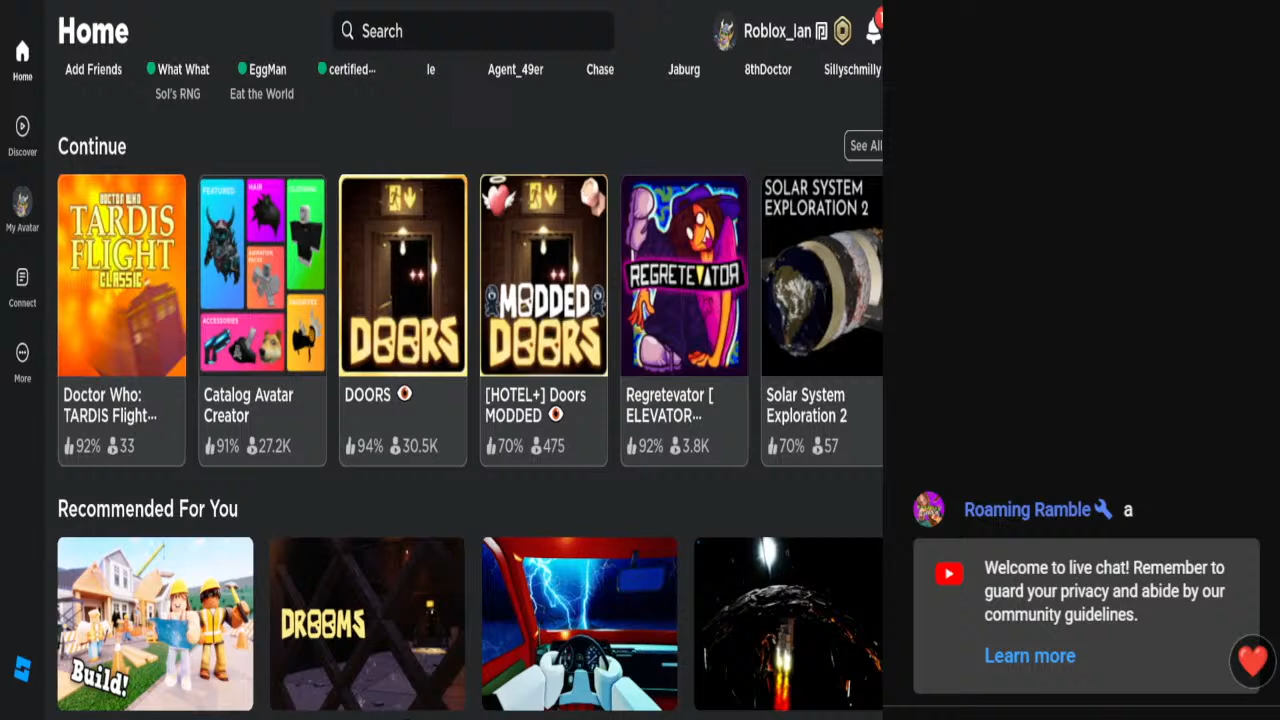 Home
Search
Roblox_Ian
1
Home
Add Friends
What What
EggMan
certified···
le
Agent_49er
Chase
Jaburg
8thDoctor
Sillyschmilly
Sol's RNG
Eat the World
Discover
My Avatar
Connect
More
Continue
See All
DOCTOR WHO
TARDIS
FLIGHT
CLASSIC
FEATURED
HAIR
CLOTHING
ANIMATION
PACKS
ACCESSORIES
DOORS
MODDED
DOORS
REGRETEVATOR
SOLAR SYSTEM
EXPLORATION 2
Doctor Who:
TARDIS Flight···
92% 33
Catalog Avatar
Creator
91% 27.2K
DOORS
94% 30.5K
[HOTEL+] Doors
MODDED
70% 475
Regretevator [
ELEVATOR···
92% 3.8K
Solar System
Exploration 2
70% 57
Recommended For You
Build!
DROOMS
Roaming Ramble a
Welcome to live chat! Remember to
guard your privacy and abide by our
community guidelines.
Learn more